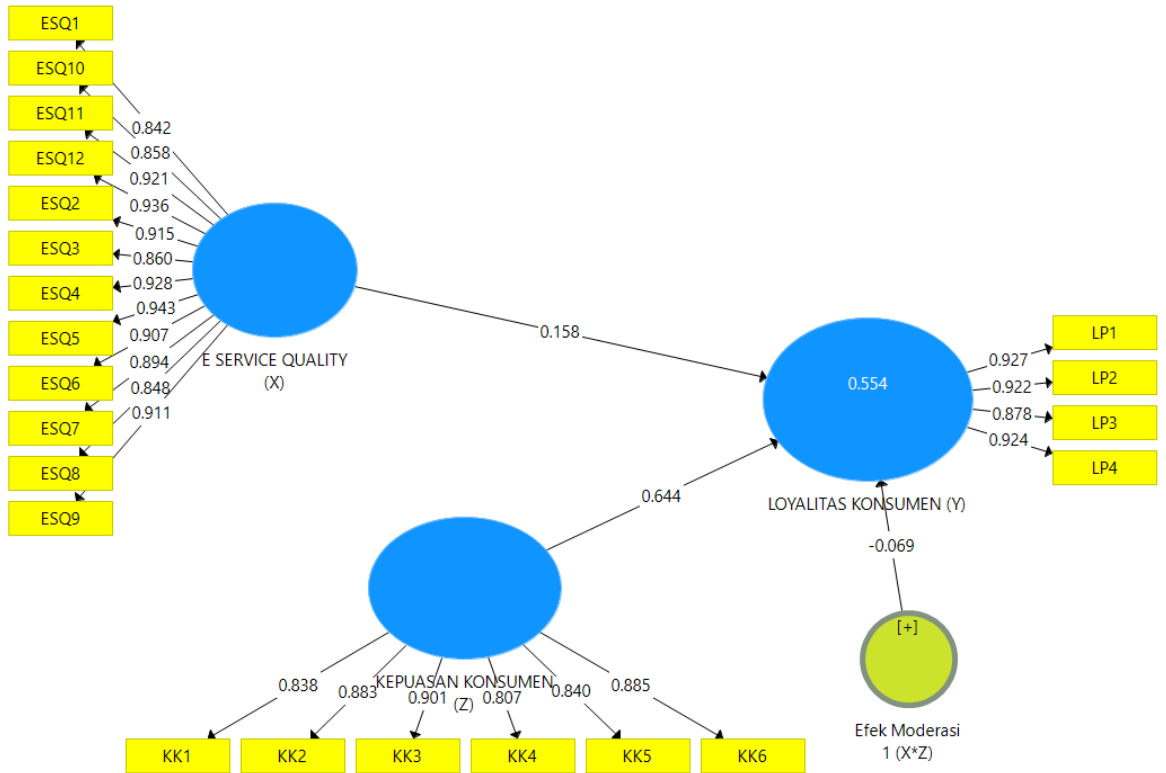 ESQ1
ESQ10
ESQ11
ESQ12
ESQ2
ESQ3
ESQ4
ESQ5
ESQ6
ESQ7
ESQ8
ESQ9
0.842
0.858
0.921
0.936
0.915
0.860
0.928
0.943
0.907
0.894
0.848
0.911
E SERVICE QUALITY
(X)
0.158
0.554
LOYALITAS KONSUMEN (Y)
0.927
0.922
0.878
0.924
LP1
LP2
LP3
LP4
0.644
-0.069
[+]
Efek Moderasi
1 (X*Z)
KEPUASAN KONSUMEN
(Z)
0.838
0.883
0.901
0.807
0.840
0.885
KK1
KK2
KK3
KK4
KK5
KK6